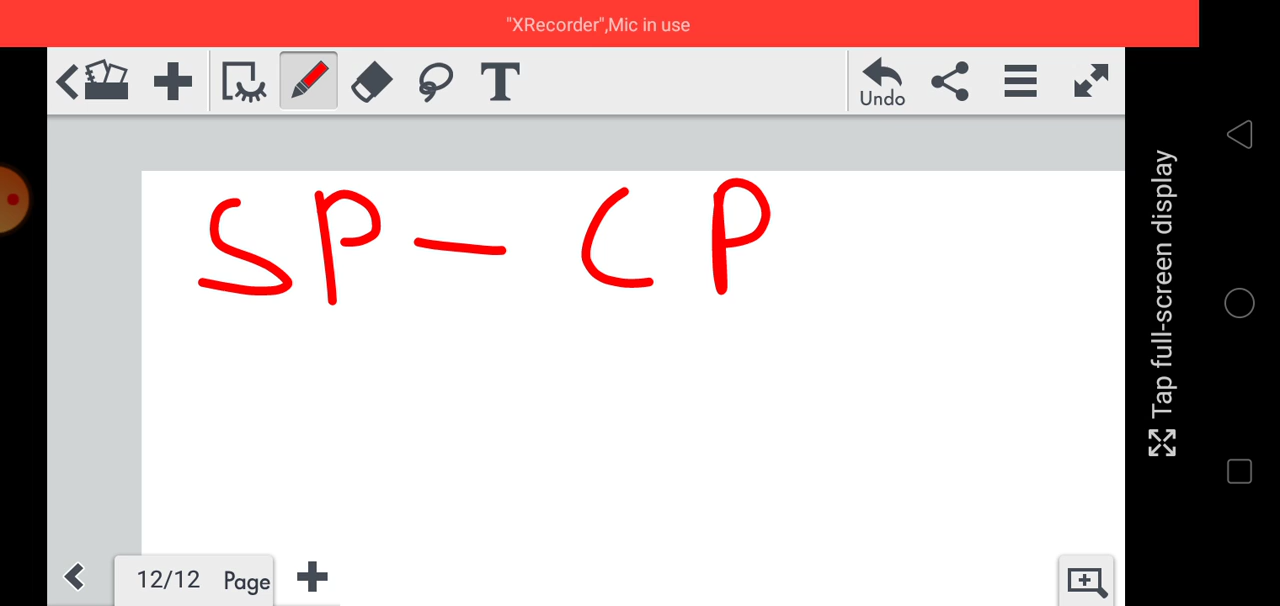 "XRecorder",Mic in use
T
Undo
SP - CP
12/12 Page
Tap full-screen display